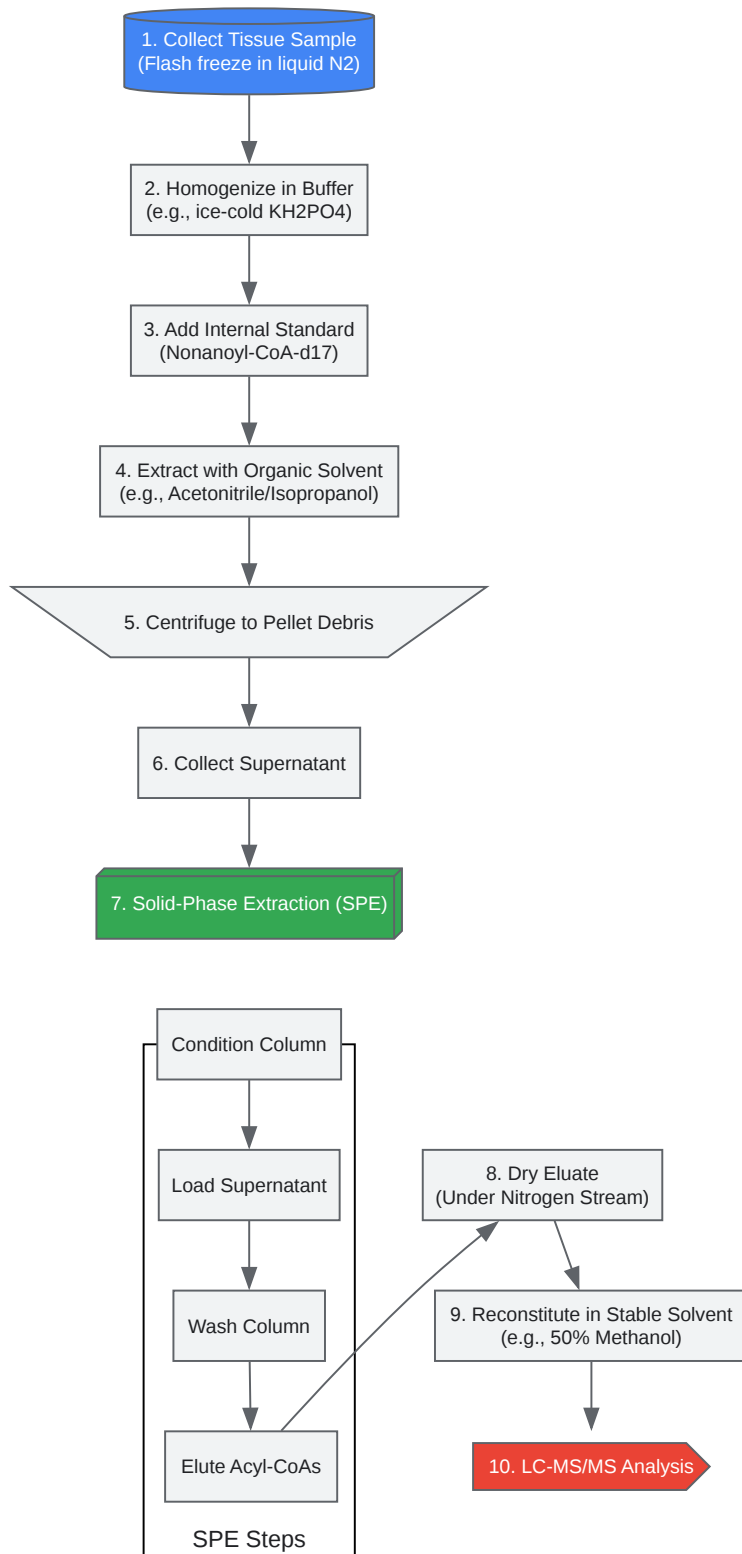 1. Collect Tissue Sample
(Flash freeze in liquid N2)
2. Homogenize in Buffer
(e.g., ice-cold KH2PO4)
3. Add Internal Standard
(Nonanoyl-CoA-d17)
4. Extract with Organic Solvent
(e.g., Acetonitrile/Isopropanol)
5. Centrifuge to Pellet Debris
6. Collect Supernatant
7. Solid-Phase Extraction (SPE)
Condition Column
Load Supernatant
Wash Column
Elute Acyl-CoAs
SPE Steps
8. Dry Eluate
(Under Nitrogen Stream)
9. Reconstitute in Stable Solvent
(e.g., 50% Methanol)
10. LC-MS/MS Analysis